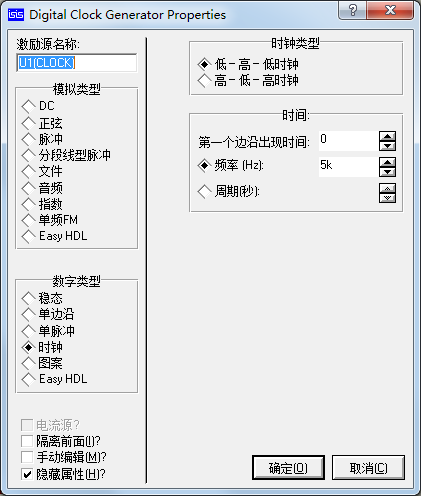 ISIS Digital Clock Generator Properties
激励源名称:
U1(CLOCK)
模拟类型
DC
正弦
脉冲
分段线型脉冲
文件
音频
指数
单频FM
Easy HDL
数字类型
稳态
单边沿
单脉冲
时钟
图案
Easy HDL
电流源?
隔离前面(I)?
手动编辑(M)?
隐藏属性(H)?
时钟类型
低-高-低时钟
高-低-高时钟
时间:
第一个边沿出现时间: 0
频率 (Hz): 5k
周期(秒):
确定(O) 取消(C)